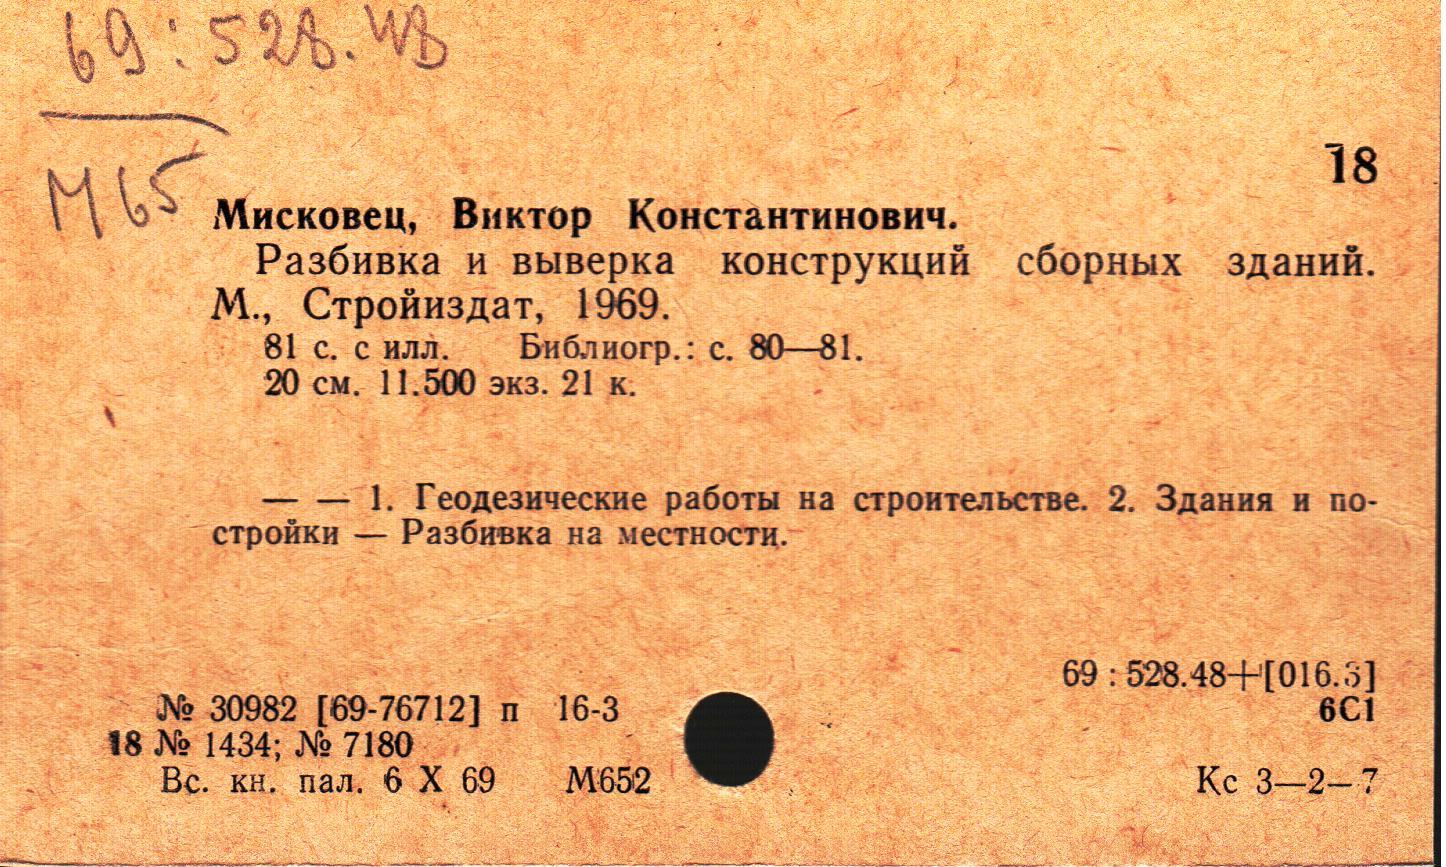 69:528.48
М65
18
Мисковец, Виктор Константинович.
Разбивка и выверка конструкций сборных зданий.
М., Стройиздат, 1969.
81 с. с илл. Библиогр.: с. 80—81.
20 см. 11.500 экз. 21 к.
— — 1. Геодезические работы на строительстве. 2. Здания и по-
стройки — Разбивка на местности.
69 : 528.48+[016.3]
№ 30982 [69-76712] п 16-3
6С1
18 № 1434; № 7180
Вс. кн. пал. 6 X 69 М652
Кс 3—2—7